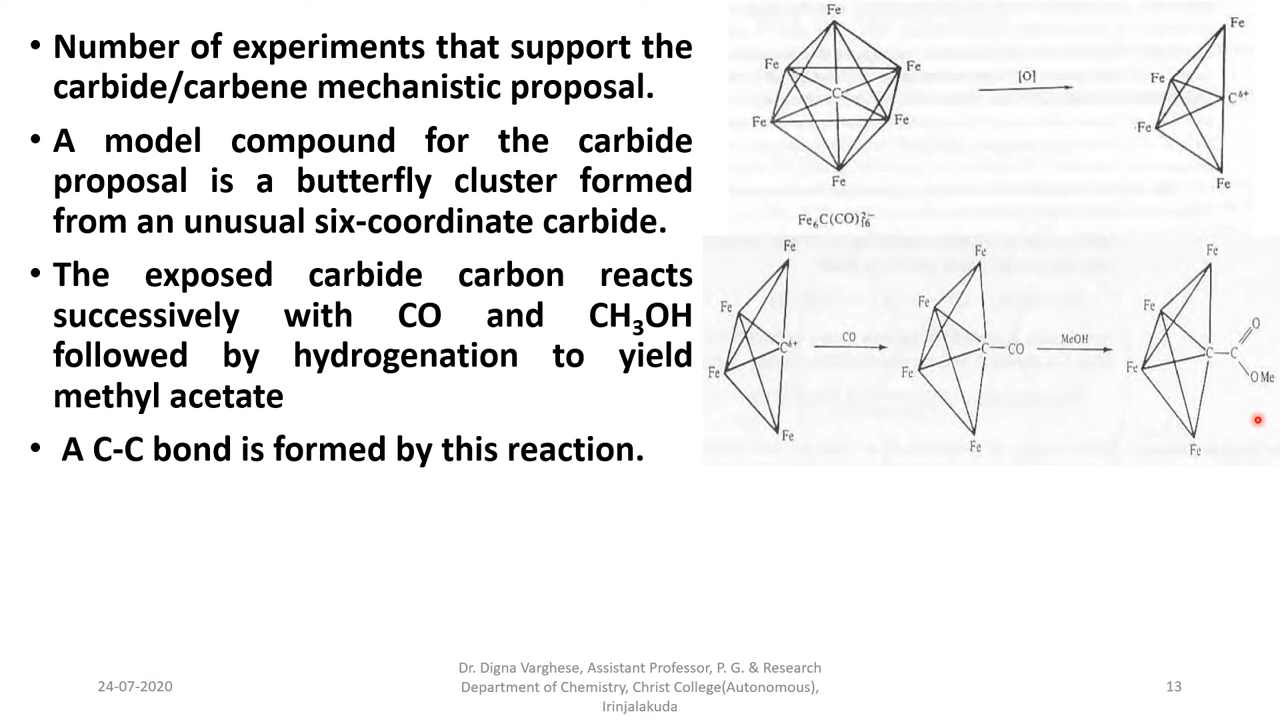 • Number of experiments that support the
carbide/carbene mechanistic proposal.
• A model compound for the carbide
proposal is a butterfly cluster formed
from an unusual six-coordinate carbide.
• The exposed carbide carbon reacts
successively with CO and CH₃OH
followed by hydrogenation to yield
methyl acetate
• A C-C bond is formed by this reaction.
Fe
Fe
Fe
C
Fe
Fe
Fe
Fe₆C(CO)₁₆²⁻
[O]
Fe
Fe
C δ+
Fe
Fe
Fe
Fe
C δ+
Fe
Fe
CO
Fe
Fe
C—CO
Fe
Fe
MeOH
Fe
Fe
O
C—C
Fe
O Me
Fe
24-07-2020
Dr. Digna Varghese, Assistant Professor, P. G. & Research
Department of Chemistry, Christ College(Autonomous),
Irinjalakuda
13